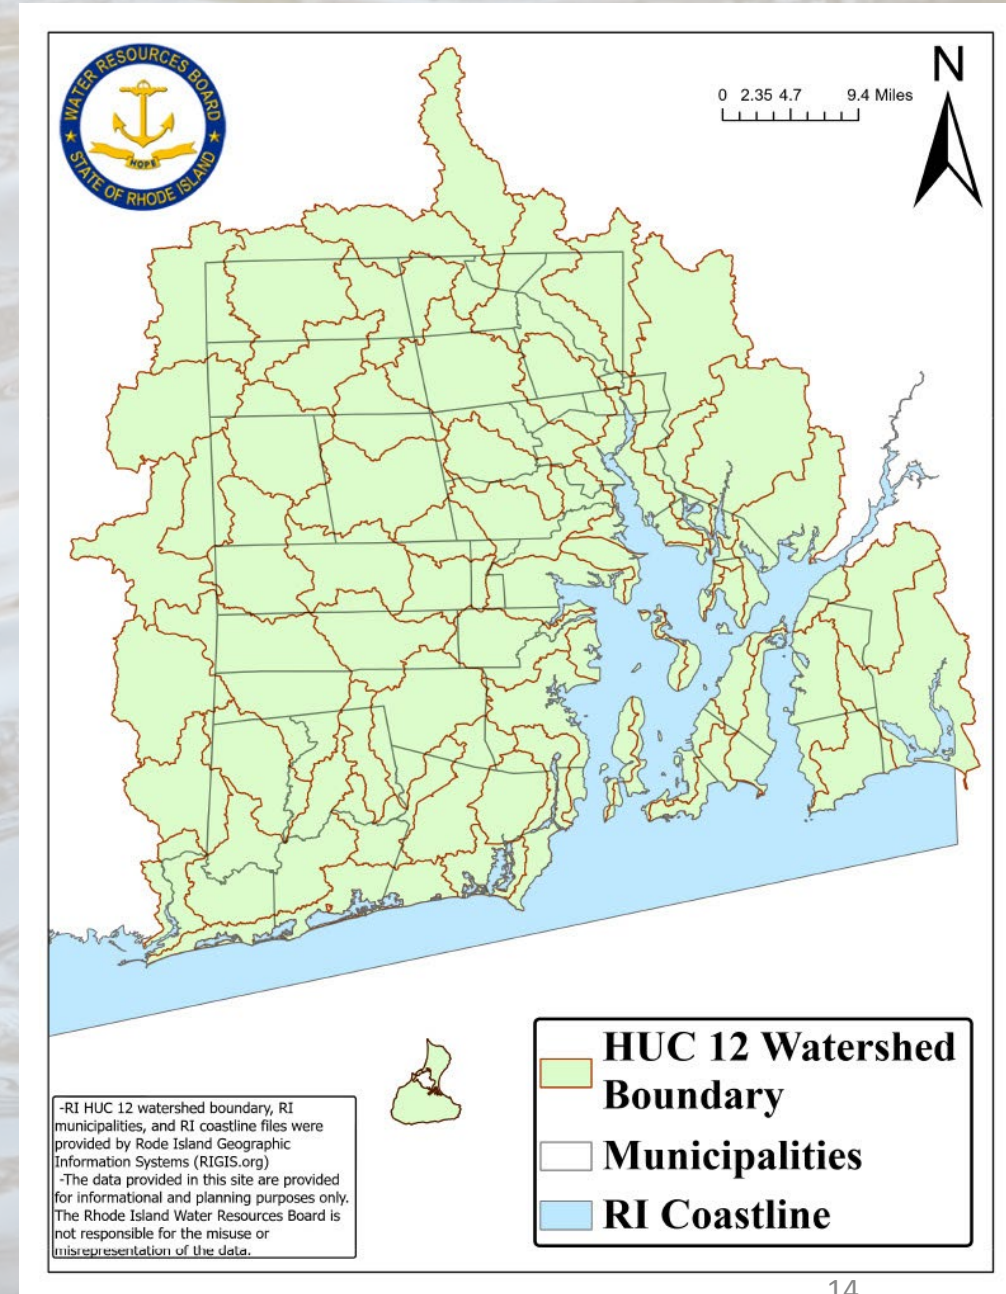 WATER RESOURCES BOARD
STATE OF RHODE ISLAND
HOPE
N
0 2.35 4.7 9.4 Miles
HUC 12 Watershed
Boundary
Municipalities
RI Coastline
-RI HUC 12 watershed boundary, RI
municipalities, and RI coastline files were
provided by Rode Island Geographic
Information Systems (RIGIS.org)
-The data provided in this site are provided
for informational and planning purposes only.
The Rhode Island Water Resources Board is
not responsible for the misuse or
misrepresentation of the data.
14